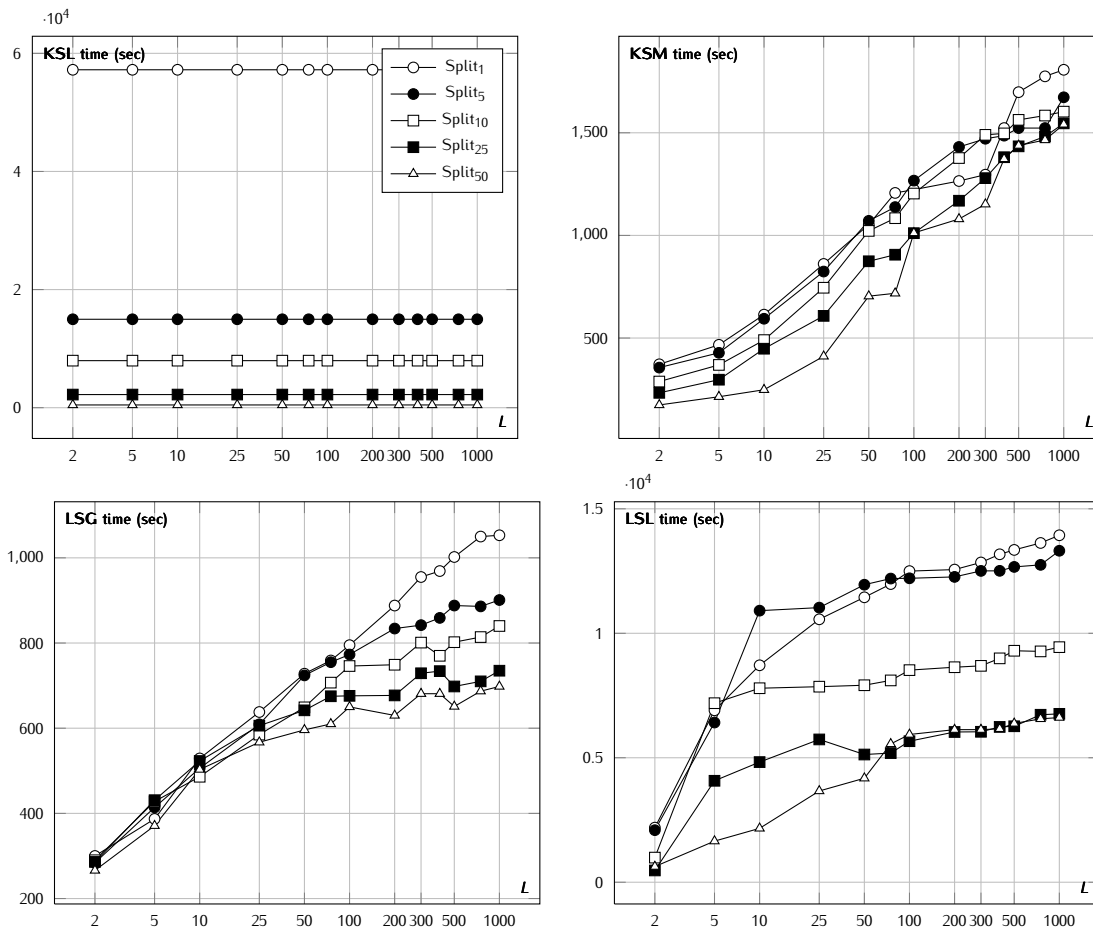 ·10⁴
KSL time (sec)
6
4
2
0
Split₁
Split₅
Split₁₀
Split₂₅
Split₅₀
L
2 5 10 25 50 100 200 300 500 1000
KSM time (sec)
1,500
1,000
500
L
2 5 10 25 50 100 200 300 500 1000
LSG time (sec)
1,000
800
600
400
200
L
2 5 10 25 50 100 200 300 500 1000
·10⁴
LSL time (sec)
1.5
1
0.5
0
L
2 5 10 25 50 100 200 300 500 1000